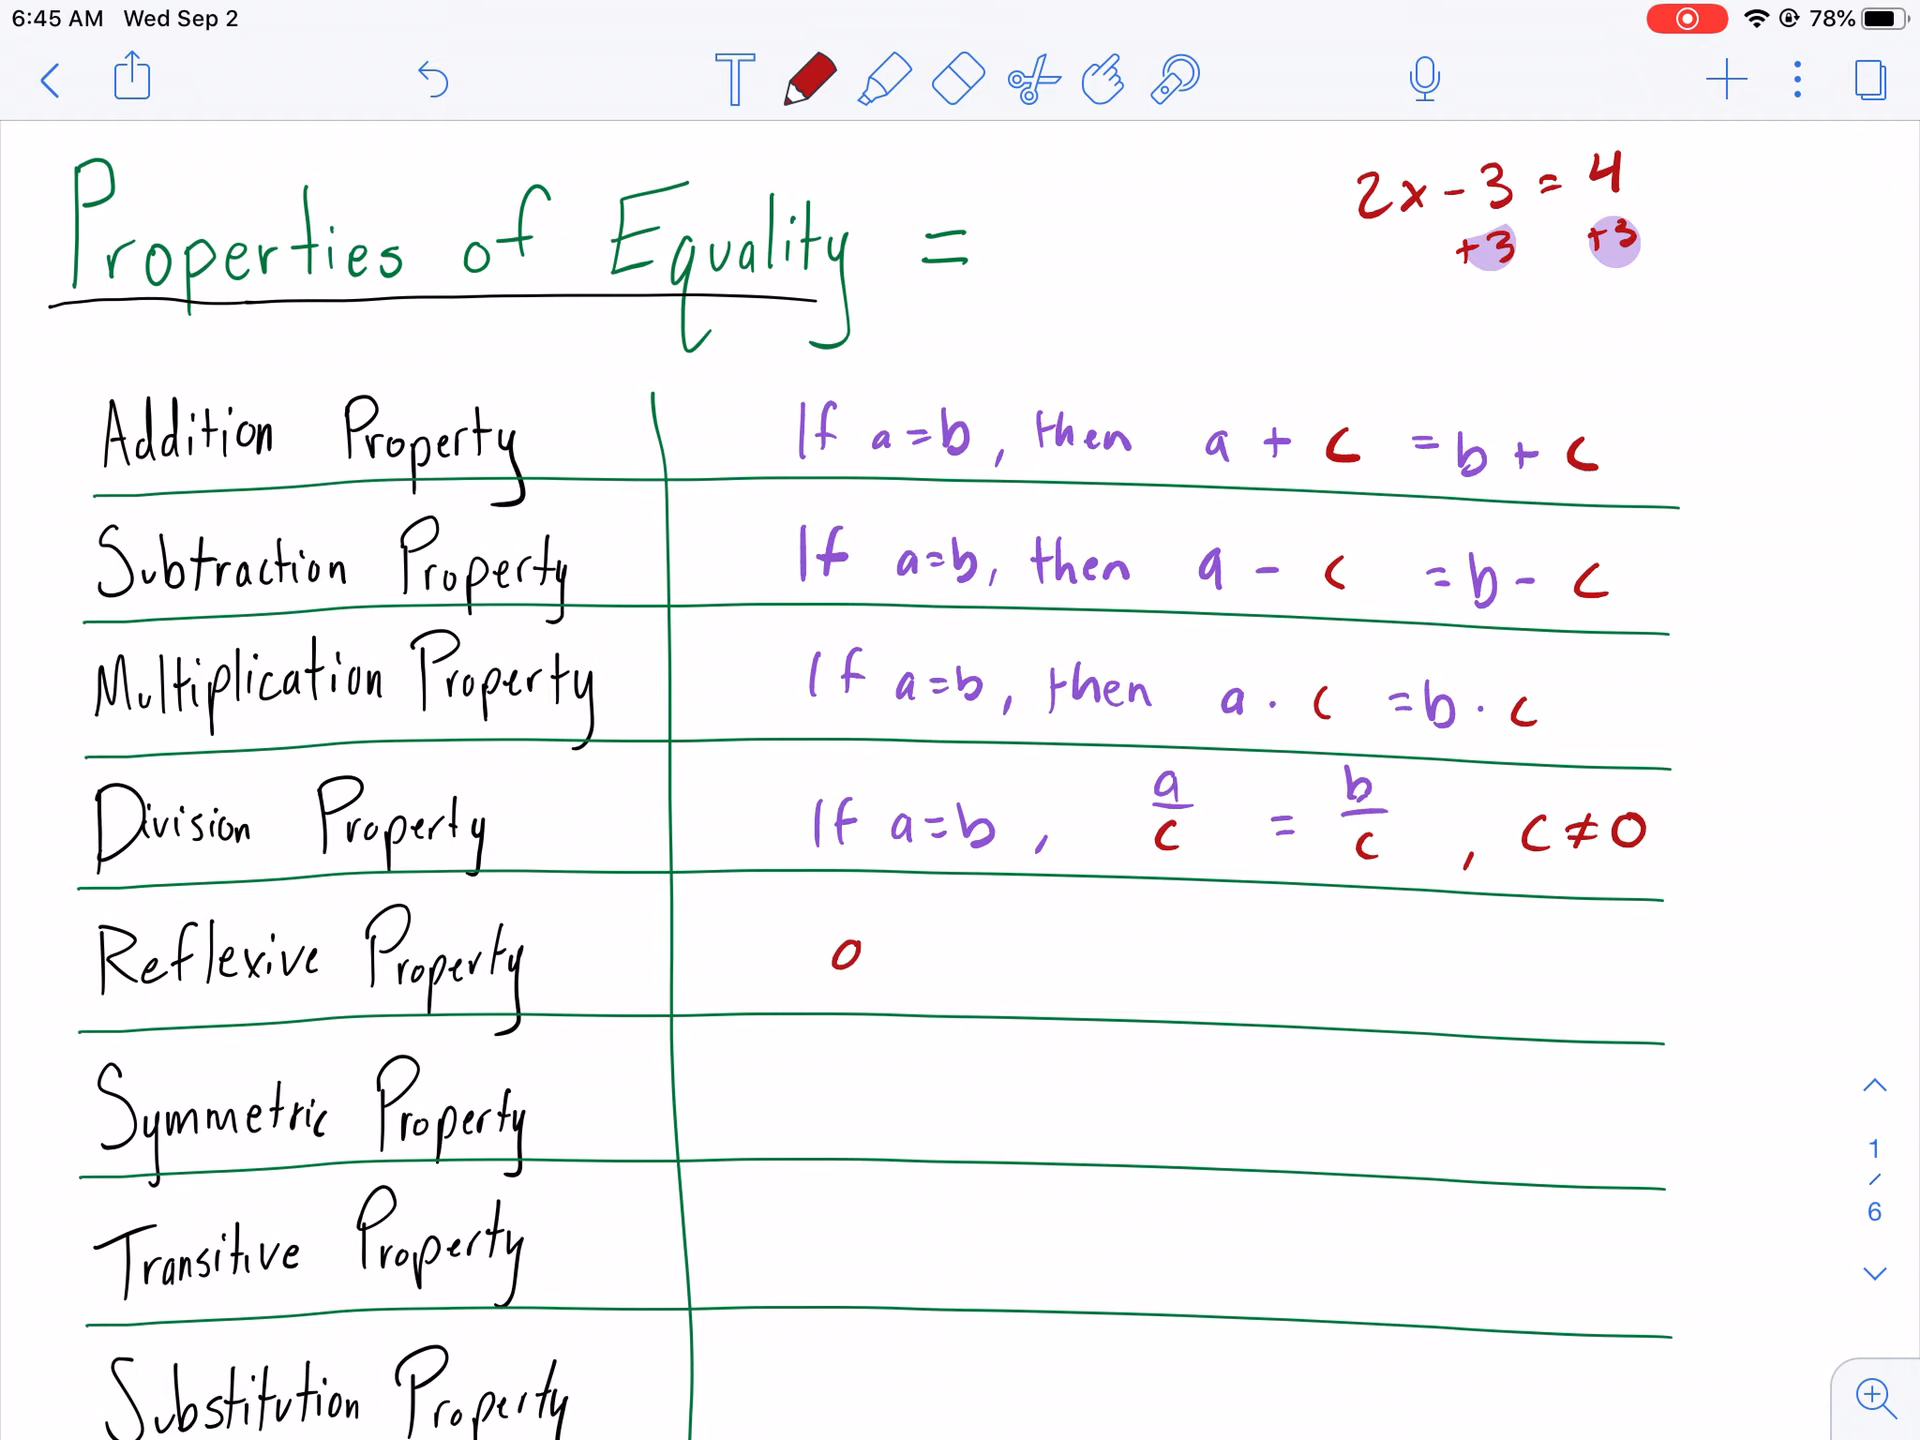 6:45 AM Wed Sep 2 78%
2x - 3 = 4
+3 +3
Properties of Equality =
Addition Property If a=b, then a + c = b + c
Subtraction Property If a=b, then a - c = b - c
Multiplication Property If a=b, then a · c = b · c
Division Property If a=b, a/c = b/c, c ≠ 0
Reflexive Property 0
Symmetric Property
Transitive Property
Substitution Property
1
/
6